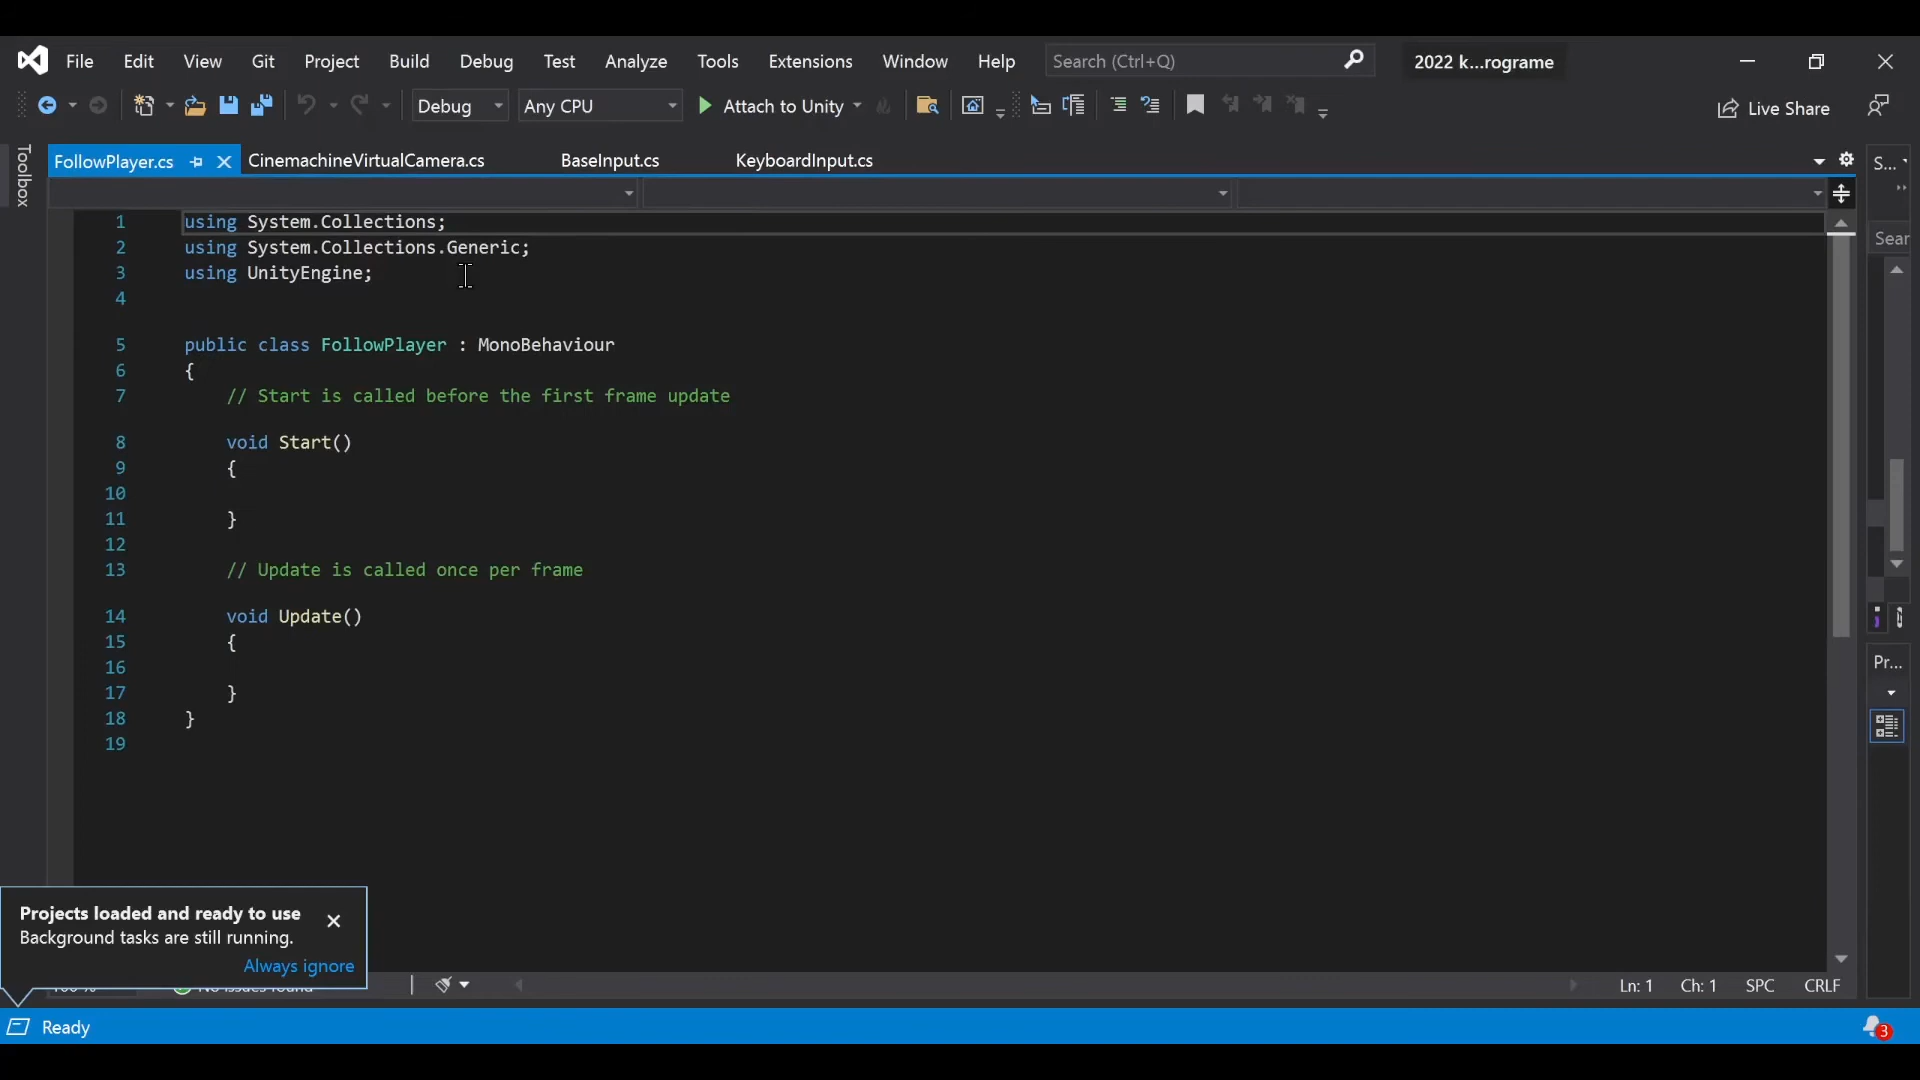 File Edit View Git Project Build Debug Test Analyze Tools Extensions Window Help Search (Ctrl+Q) 2022 k...rograme
Debug Any CPU Attach to Unity Live Share
Toolbox
FollowPlayer.cs CinemachineVirtualCamera.cs BaseInput.cs KeyboardInput.cs
S...
Sear
1 using System.Collections;
2 using System.Collections.Generic;
3 using UnityEngine;
4
5 public class FollowPlayer : MonoBehaviour
6 {
7 // Start is called before the first frame update
8 void Start()
9 {
10
11 }
12
13 // Update is called once per frame
14 void Update()
15 {
16
17 }
18 }
19
Pr...
Projects loaded and ready to use
Background tasks are still running.
Always ignore
Ln: 1 Ch: 1 SPC CRLF
Ready
3